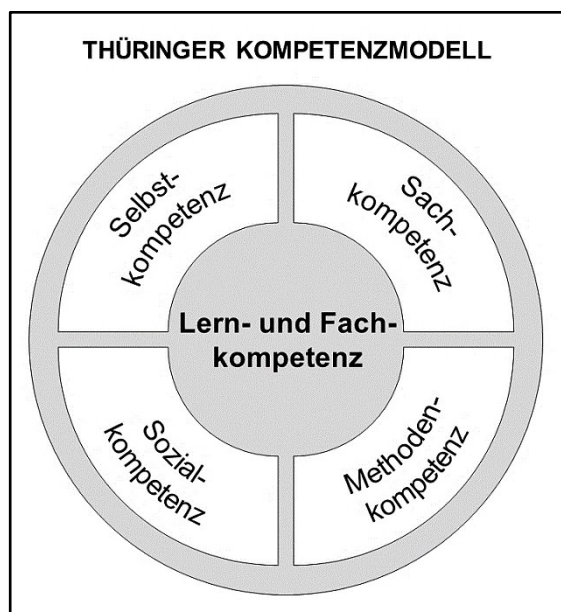 THÜRINGER KOMPETENZMODELL
Selbst-
kompetenz
Sach-
kompetenz
Lern- und Fach-
kompetenz
Sozial-
kompetenz
Methoden-
kompetenz